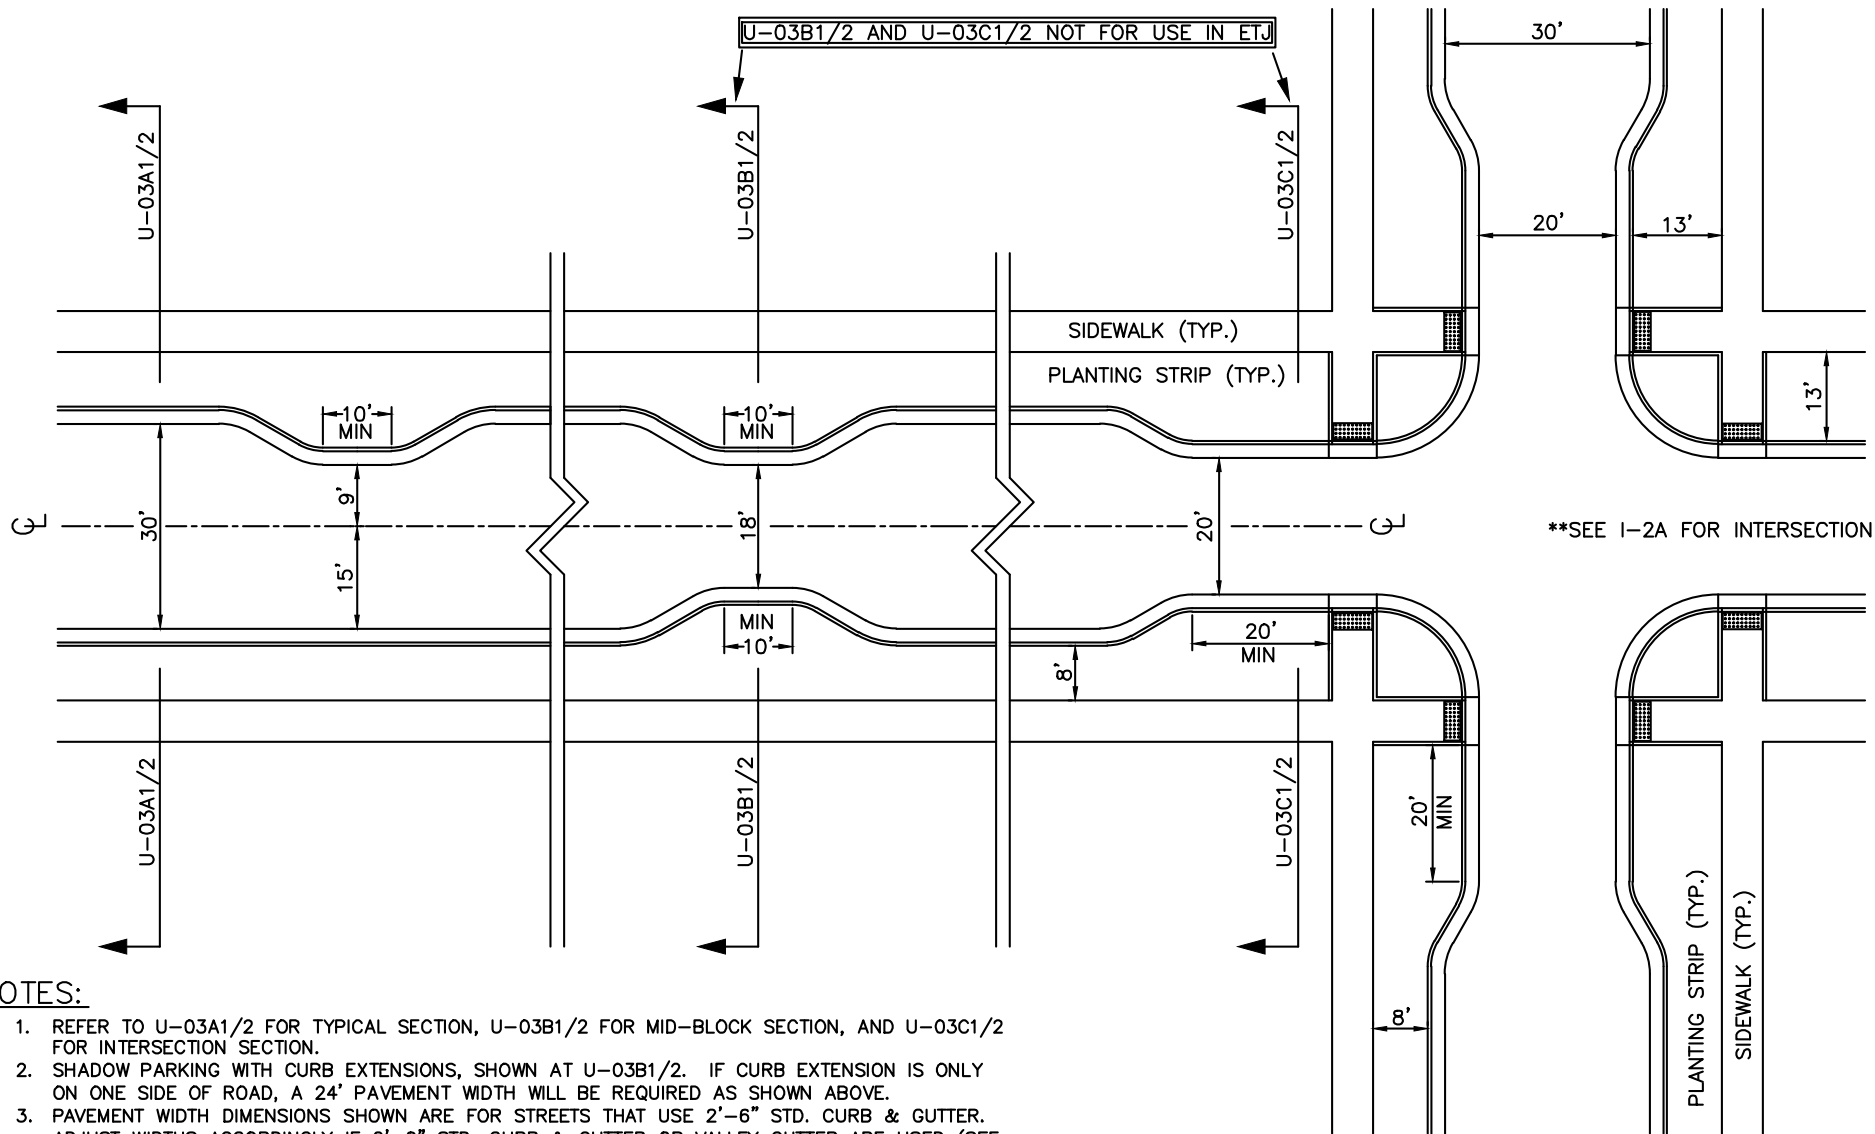 U-03B1/2 AND U-03C1/2 NOT FOR USE IN ETJ
30'
U-03A1/2
U-03B1/2
U-03C1/2
20'
13'
SIDEWALK (TYP.)
PLANTING STRIP (TYP.)
10'
MIN
10'
MIN
13'
9'
30'
18'
20'
15'
**SEE I-2A FOR INTERSECTION
MIN
10'
20'
MIN
8'
U-03A1/2
U-03B1/2
U-03C1/2
20'
MIN
PLANTING STRIP (TYP.)
SIDEWALK (TYP.)
8'
OTES:
1. REFER TO U-03A1/2 FOR TYPICAL SECTION, U-03B1/2 FOR MID-BLOCK SECTION, AND U-03C1/2
FOR INTERSECTION SECTION.
2. SHADOW PARKING WITH CURB EXTENSIONS, SHOWN AT U-03B1/2. IF CURB EXTENSION IS ONLY
ON ONE SIDE OF ROAD, A 24' PAVEMENT WIDTH WILL BE REQUIRED AS SHOWN ABOVE.
3. PAVEMENT WIDTH DIMENSIONS SHOWN ARE FOR STREETS THAT USE 2'-6" STD. CURB & GUTTER.